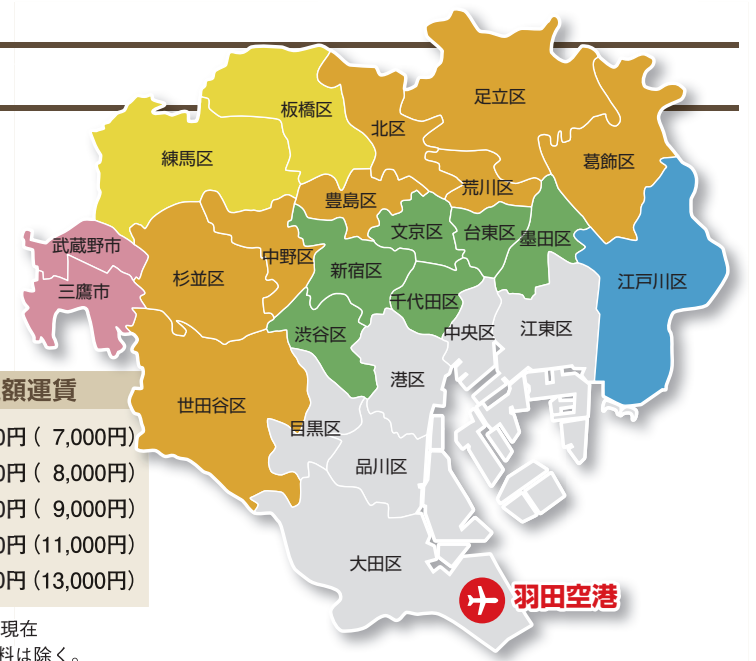 足立区
板橋区
北区
練馬区
葛飾区
荒川区
豊島区
文京区
台東区
墨田区
武蔵野市
中野区
新宿区
杉並区
江戸川区
三鷹市
千代田区
中央区
江東区
渋谷区
港区
額運賃
世田谷区
目黒区
0円( 7,000円)
品川区
0円( 8,000円)
0円( 9,000円)
0円(11,000円)
大田区
0円(13,000円)
羽田空港
現在
料は除く。